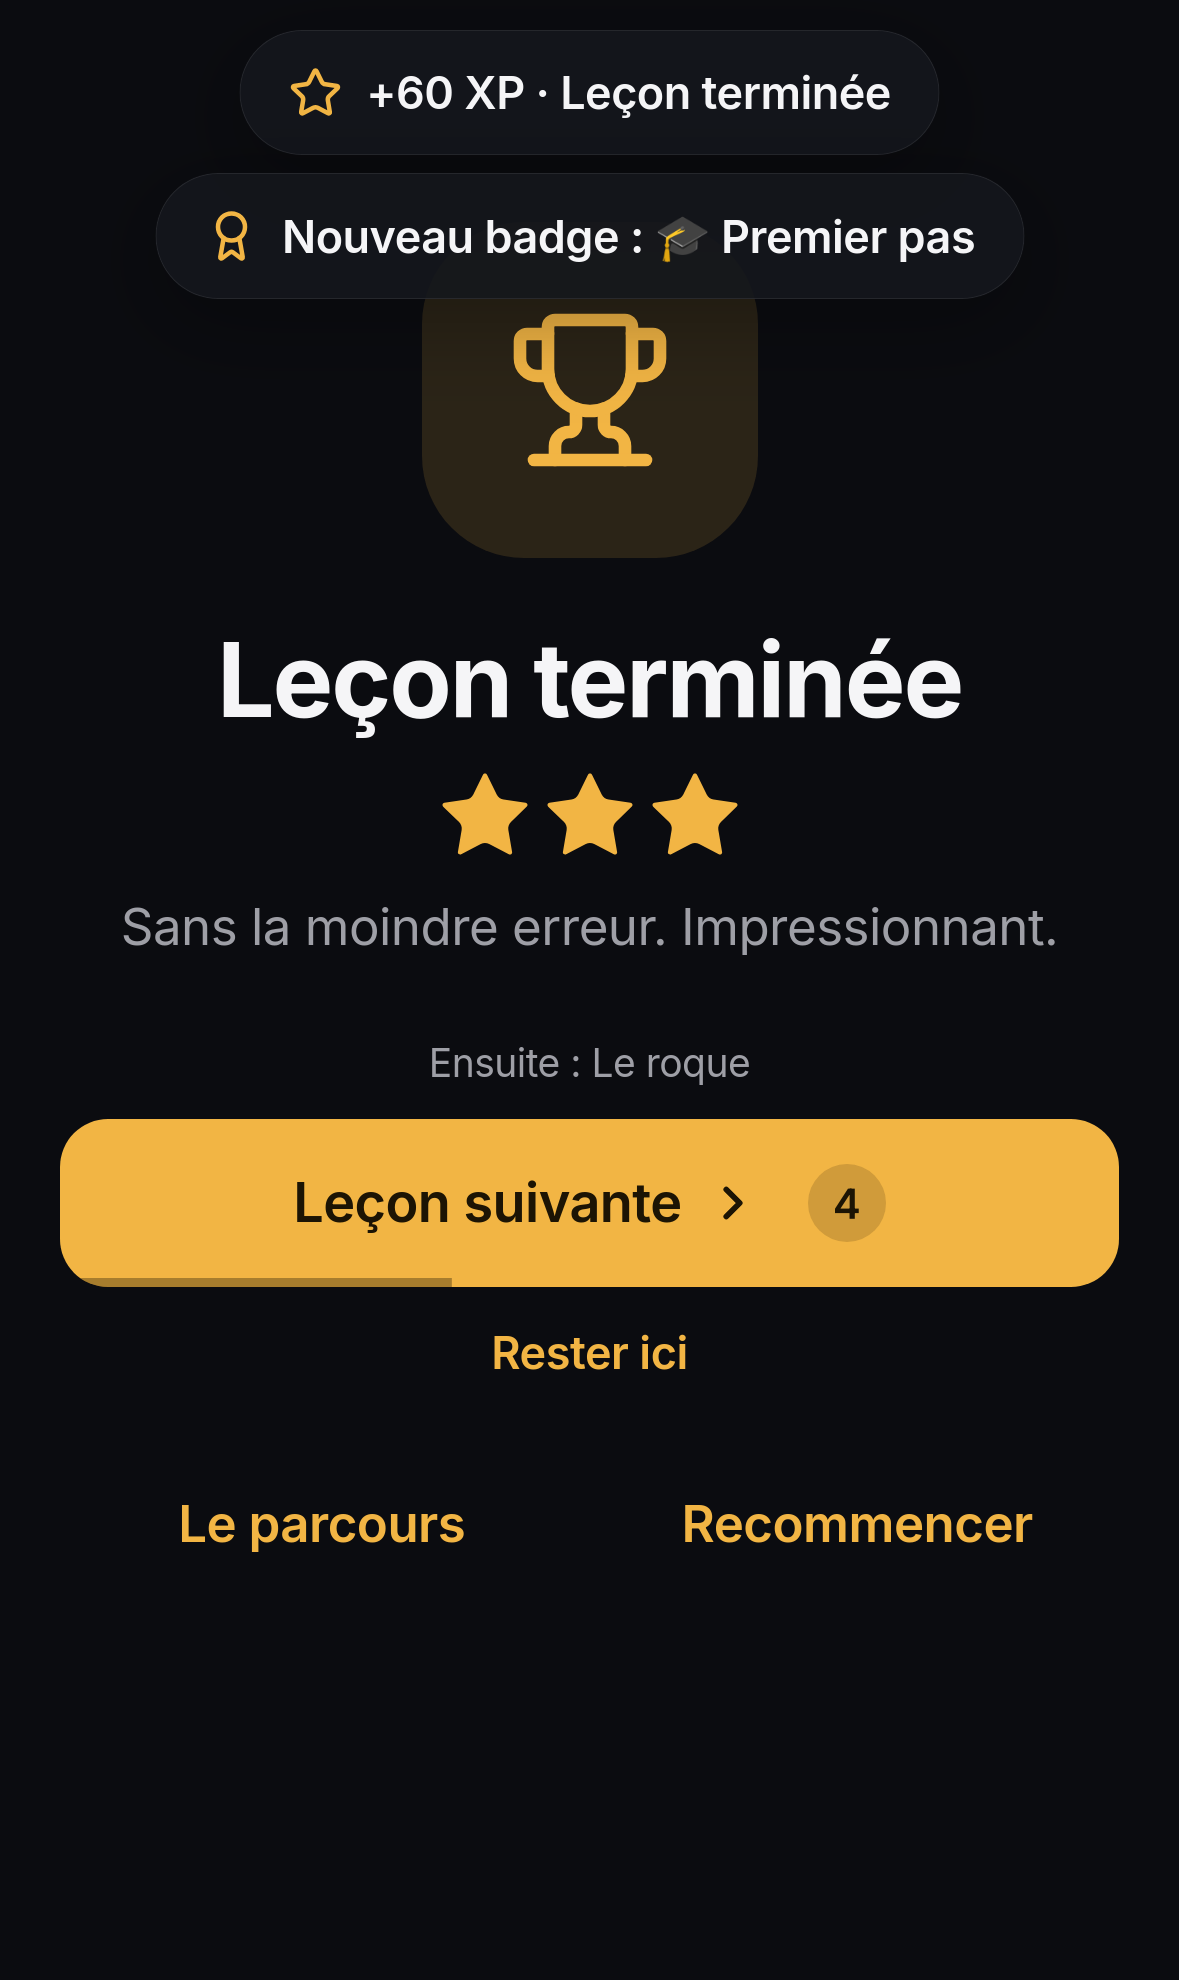 +60 XP · Leçon terminée
Nouveau badge : 🎓 Premier pas
Leçon terminée
Sans la moindre erreur. Impressionnant.
Ensuite : Le roque
Leçon suivante 4
Rester ici
Le parcours Recommencer